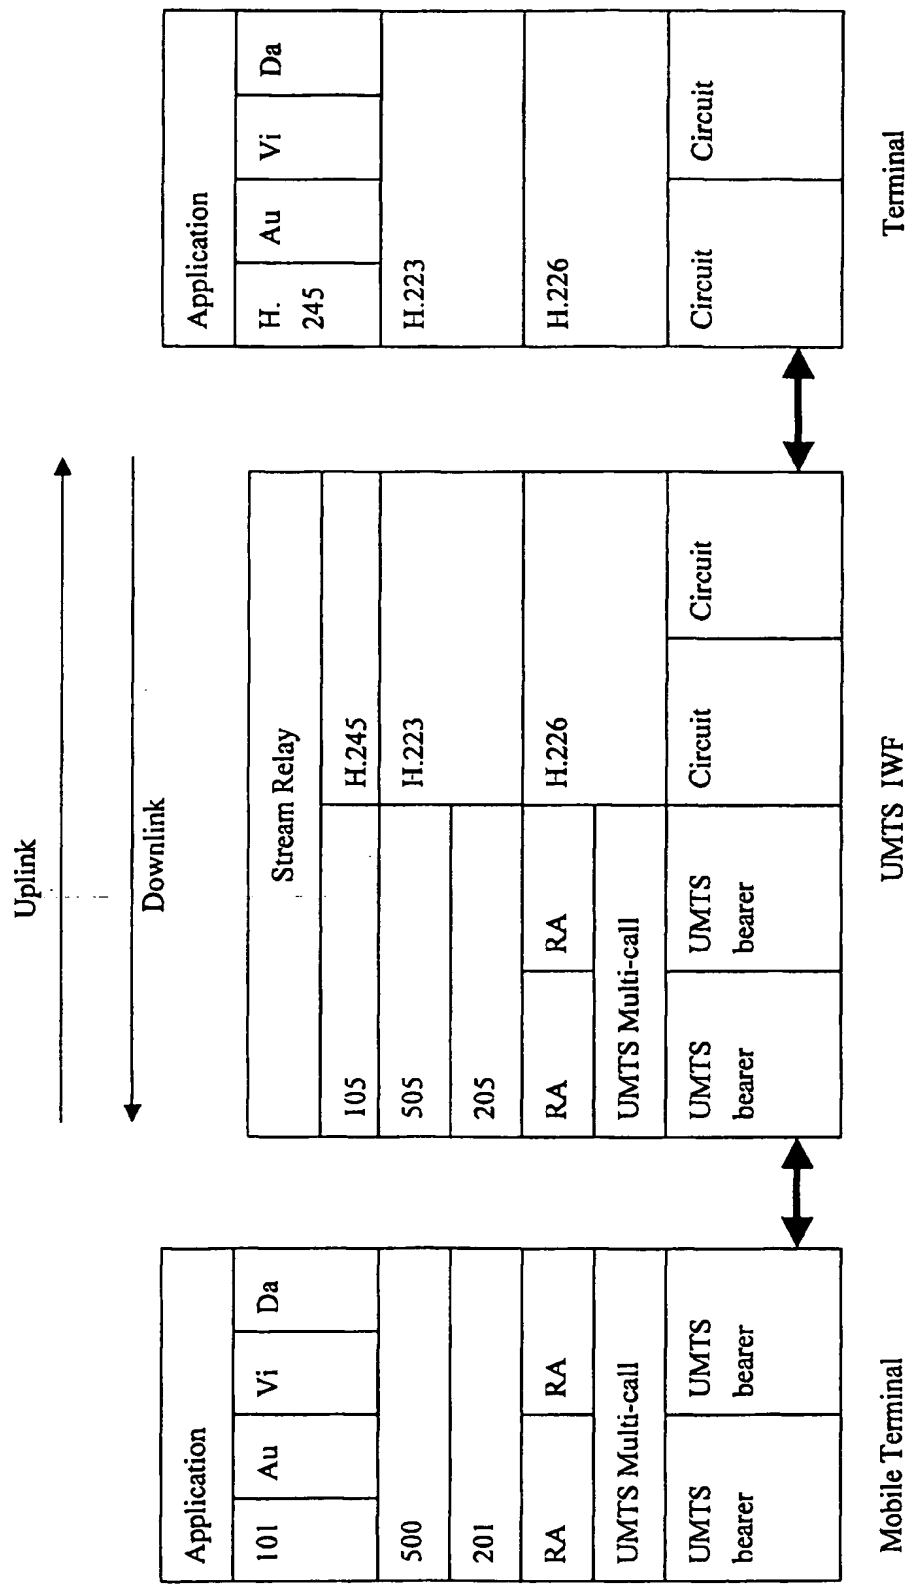 Uplink
Downlink
Application
101 Au Vi Da
500
201
RA RA
UMTS Multi-call
UMTS
bearer
UMTS
bearer
Mobile Terminal
Stream Relay
105 H.245
505 H.223
205
RA RA H.226
UMTS Multi-call
UMTS
bearer
UMTS
bearer
Circuit Circuit
UMTS IWF
Application
H.
245
Au Vi Da
H.223
H.226
Circuit Circuit
Terminal